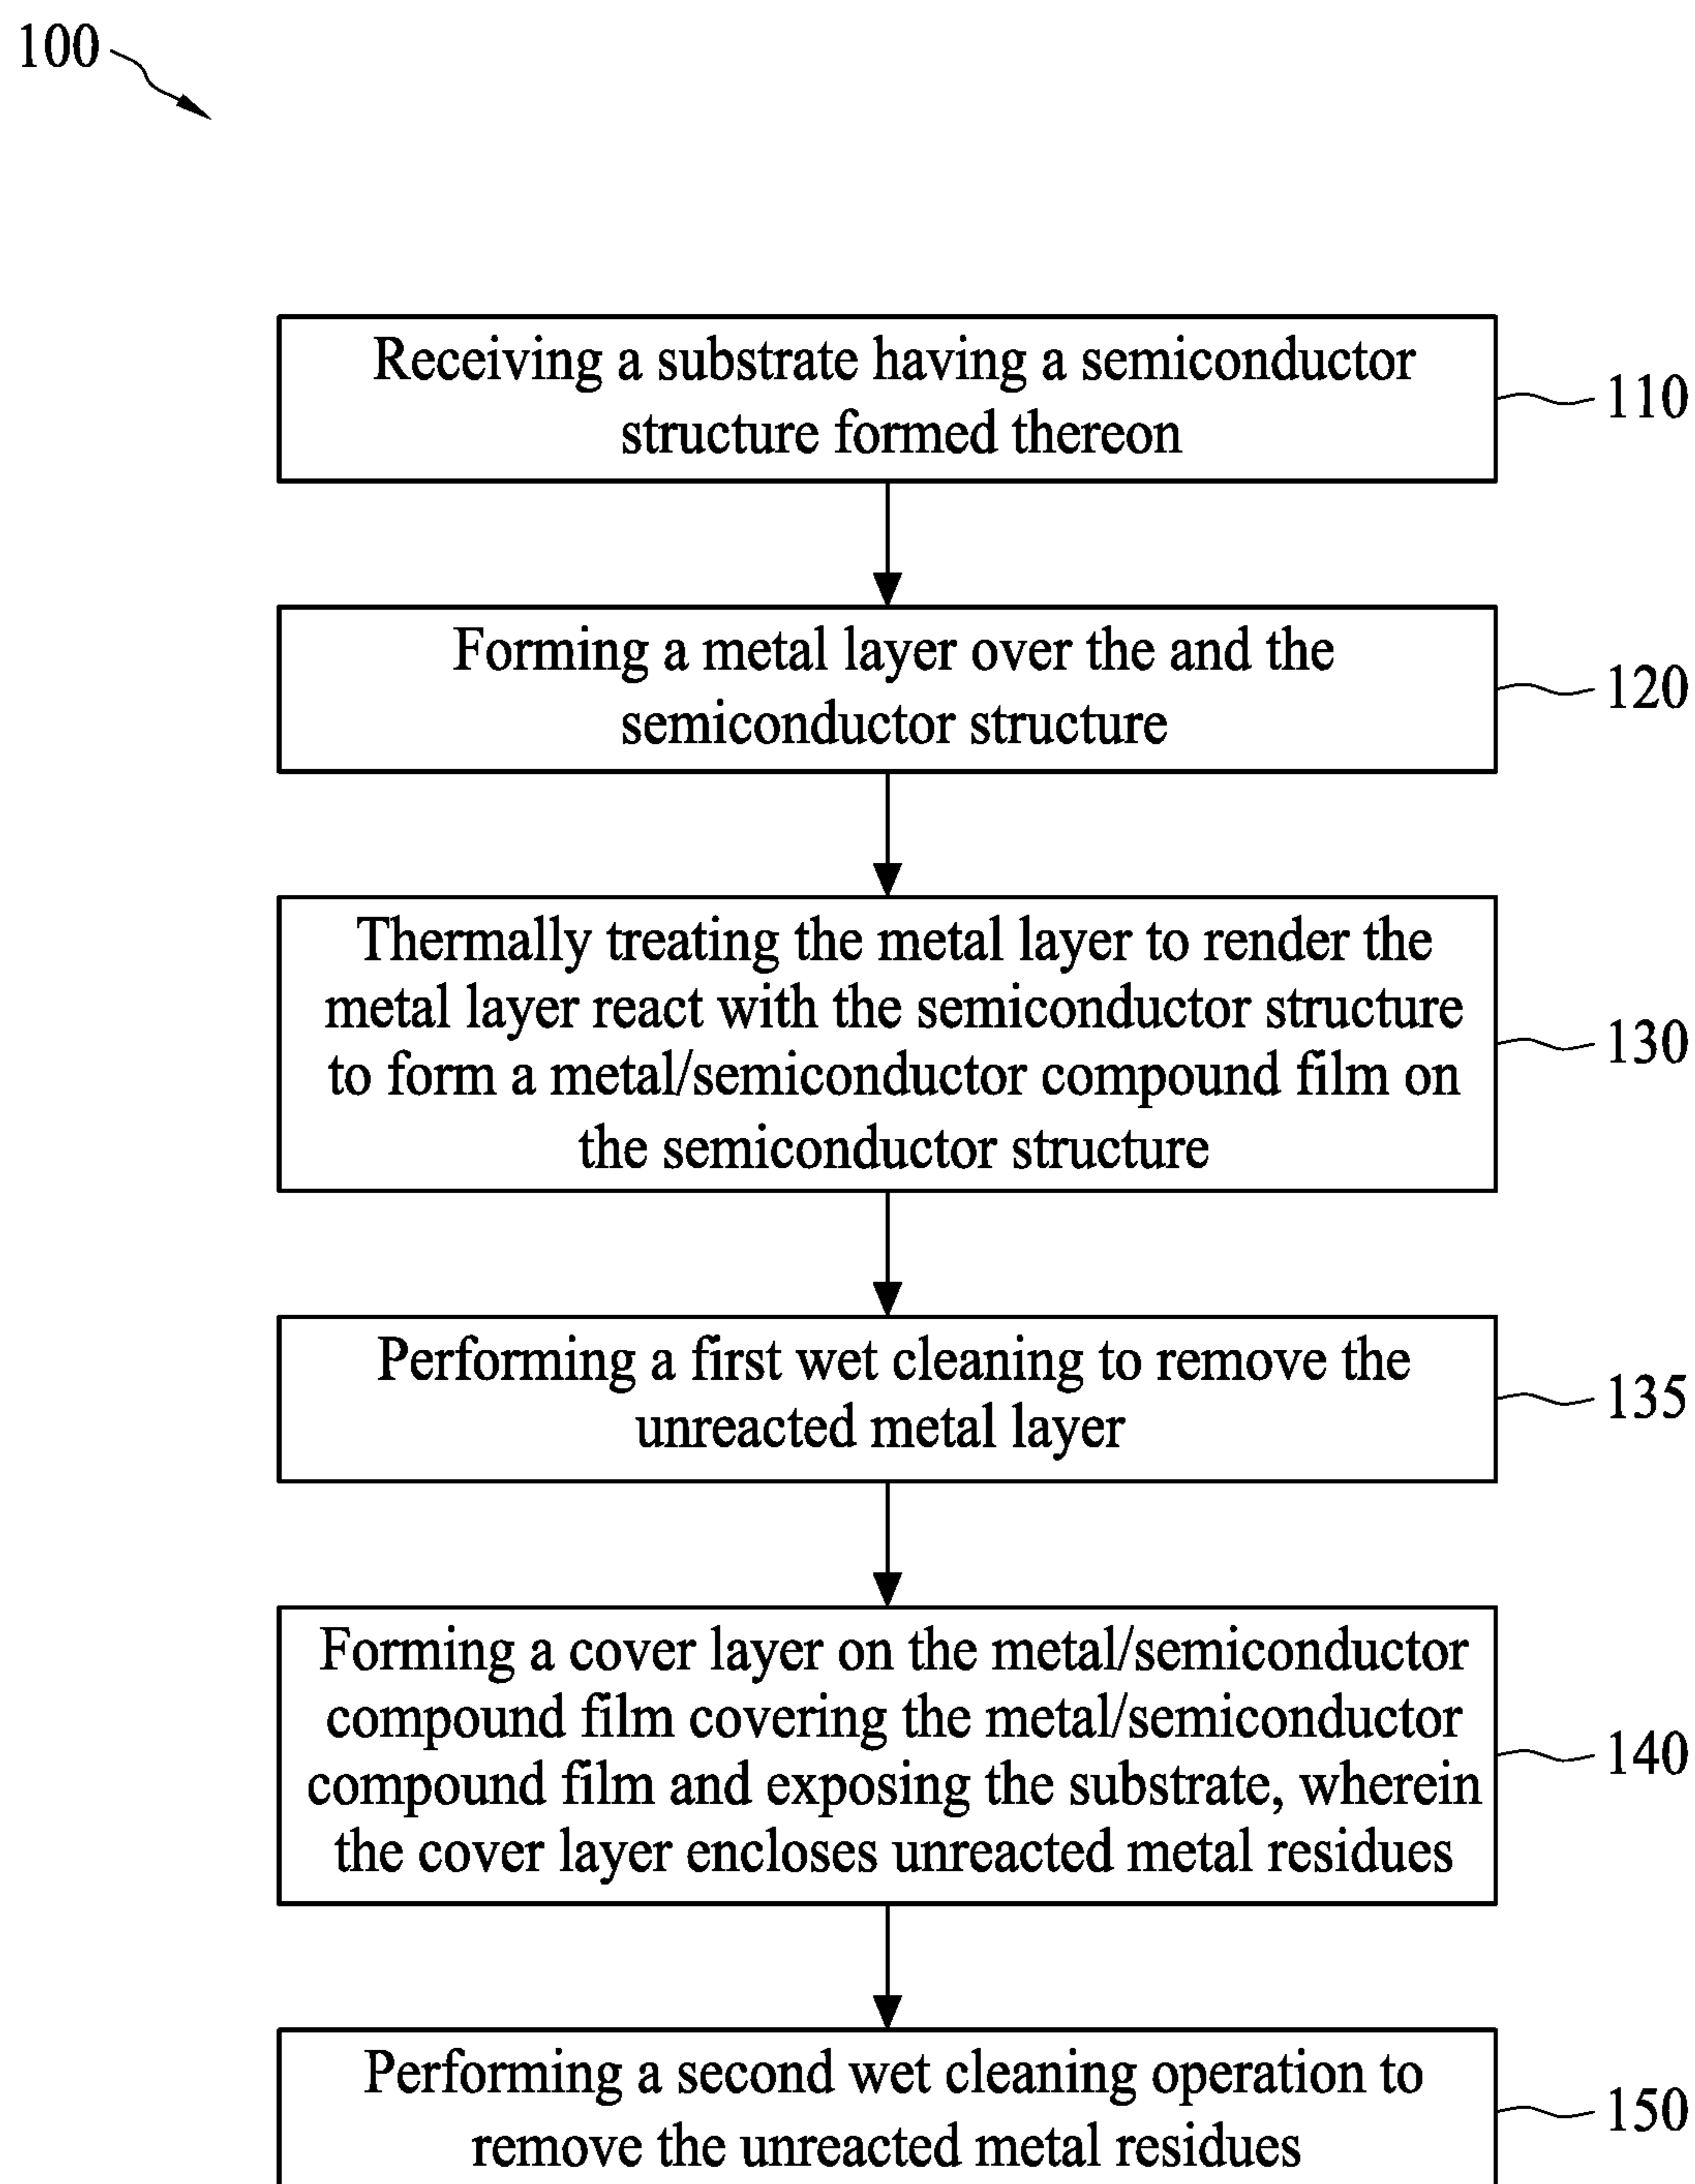 100
Receiving a substrate having a semiconductor
structure formed thereon
110
Forming a metal layer over the and the
semiconductor structure
120
Thermally treating the metal layer to render the
metal layer react with the semiconductor structure
to form a metal/semiconductor compound film on
the semiconductor structure
130
Performing a first wet cleaning to remove the
unreacted metal layer
135
Forming a cover layer on the metal/semiconductor
compound film covering the metal/semiconductor
compound film and exposing the substrate, wherein
the cover layer encloses unreacted metal residues
140
Performing a second wet cleaning operation to
remove the unreacted metal residues
150